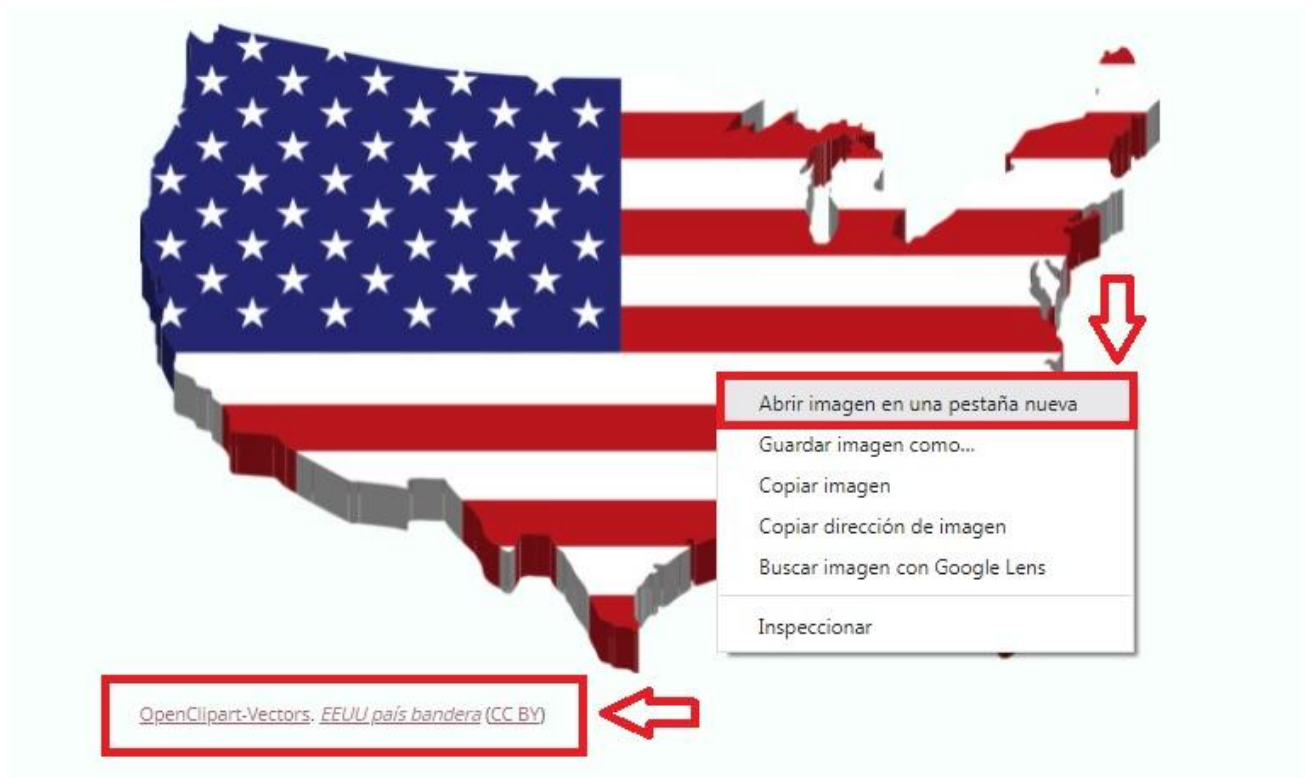 Abrir imagen en una pestaña nueva
Guardar imagen como...
Copiar imagen
Copiar dirección de imagen
Buscar imagen con Google Lens
Inspeccionar
OpenClipart-Vectors. EEUU país bandera (CC BY)